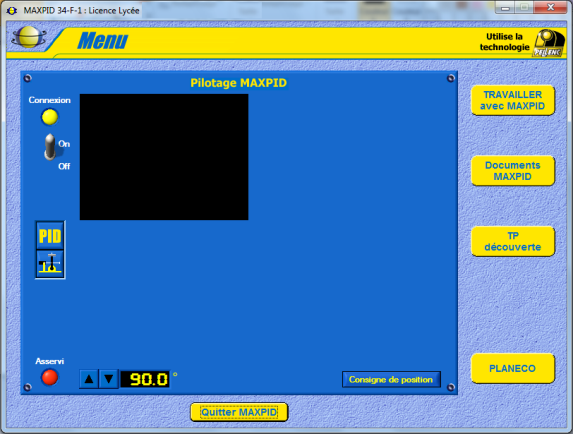 MAXPID 34-F-1 : Licence Lycée
Menu
Utilise la
technologie
PELLENC
Pilotage MAXPID
Connexion
On
Off
PID
Asservi
90.0 °
Consigne de position
TRAVAILLER
avec MAXPID
Documents
MAXPID
TP
découverte
PLANECO
Quitter MAXPID